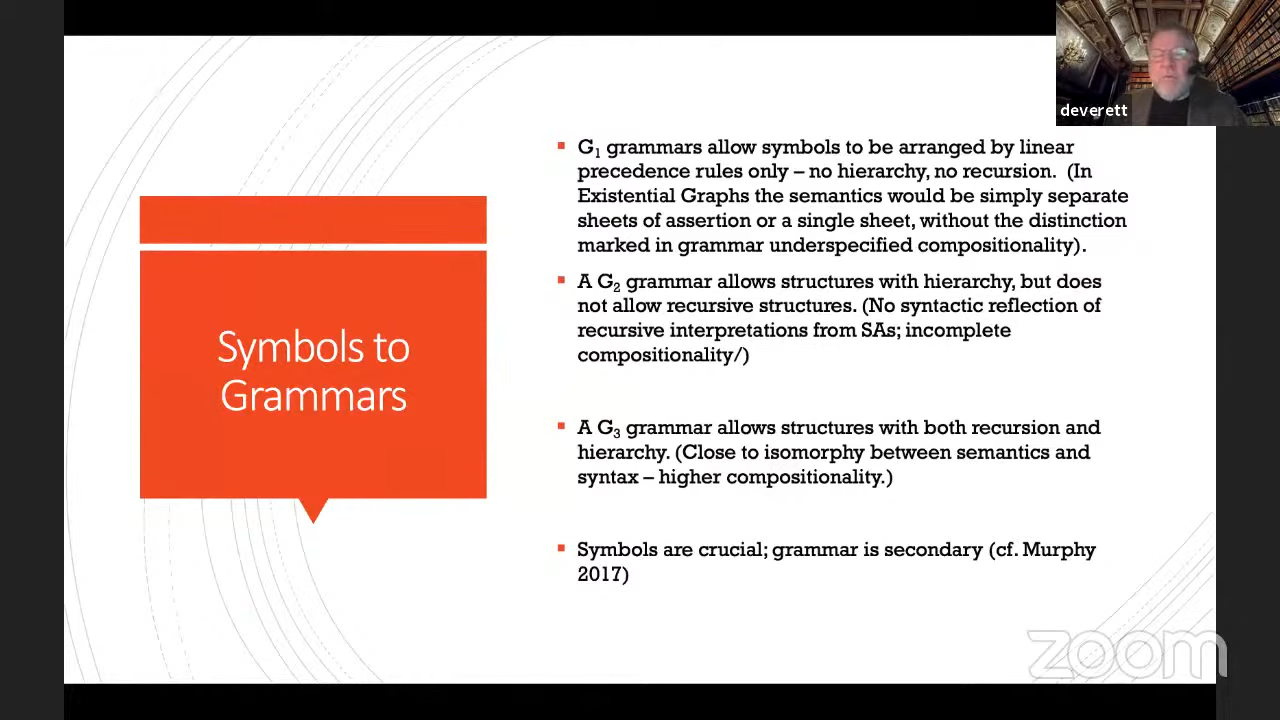 deverett
Symbols to
Grammars
G₁ grammars allow symbols to be arranged by linear
precedence rules only – no hierarchy, no recursion. (In
Existential Graphs the semantics would be simply separate
sheets of assertion or a single sheet, without the distinction
marked in grammar underspecified compositionality).
A G₂ grammar allows structures with hierarchy, but does
not allow recursive structures. (No syntactic reflection of
recursive interpretations from SAs; incomplete
compositionality/)
A G₃ grammar allows structures with both recursion and
hierarchy. (Close to isomorphy between semantics and
syntax – higher compositionality.)
Symbols are crucial; grammar is secondary (cf. Murphy
2017)
zoom